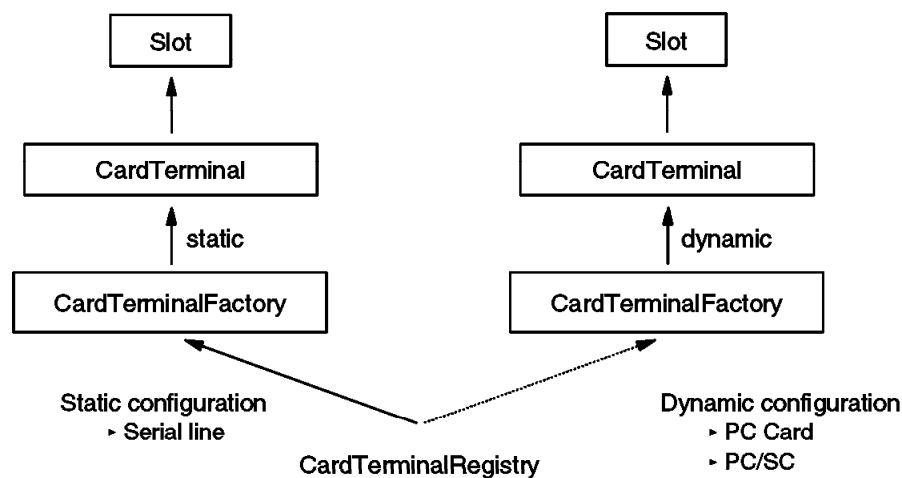 Slot
Slot
CardTerminal
CardTerminal
static
dynamic
CardTerminalFactory
CardTerminalFactory
Static configuration
▸ Serial line
Dynamic configuration
▸ PC Card
▸ PC/SC
CardTerminalRegistry